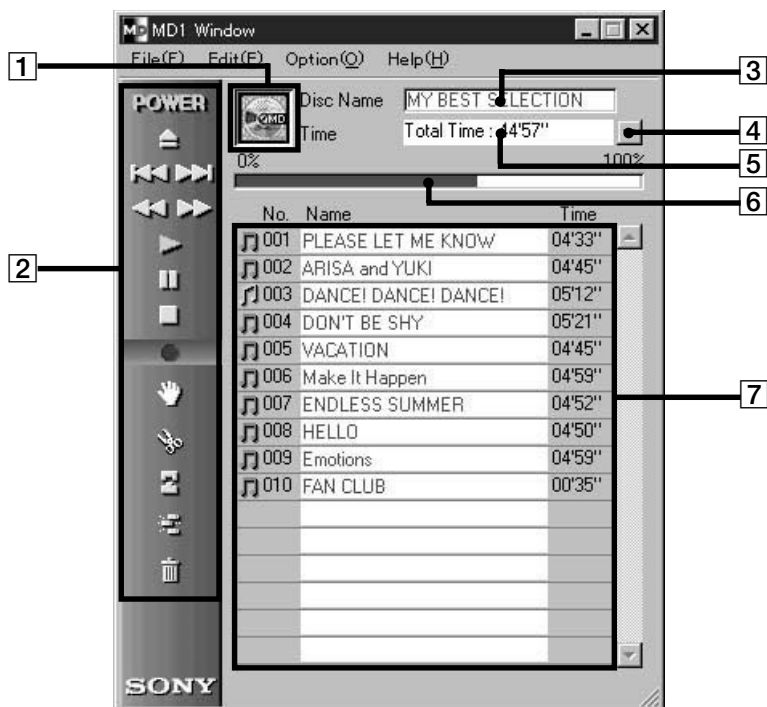 MD MD1 Window
File(F) Edit(E) Option(O) Help(H)
1
3
POWER
MD
Disc Name MY BEST SELECTION
Time Total Time : 44'57''
4
5
0% 100%
6
No. Name Time
001 PLEASE LET ME KNOW 04'33''
2
002 ARISA and YUKI 04'45''
003 DANCE! DANCE! DANCE! 05'12''
004 DON'T BE SHY 05'21''
005 VACATION 04'45''
006 Make It Happen 04'59''
7
007 ENDLESS SUMMER 04'52''
008 HELLO 04'50''
009 Emotions 04'59''
010 FAN CLUB 00'35''
SONY